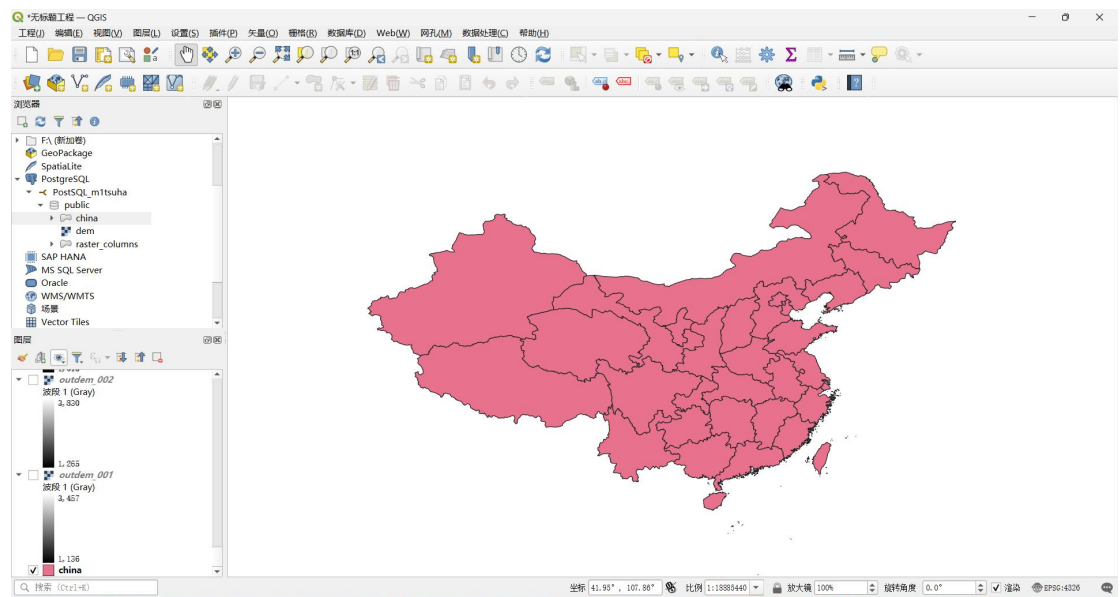 *无标题工程 — QGIS
工程(J) 编辑(E) 视图(V) 图层(L) 设置(S) 插件(P) 矢量(O) 栅格(R) 数据库(D) Web(W) 网孔(M) 数据处理(C) 帮助(H)
浏览器
F:\ (新加卷)
GeoPackage
SpatiaLite
PostgreSQL
PostSQL_m1tsuha
public
china
dem
raster_columns
SAP HANA
MS SQL Server
Oracle
WMS/WMTS
场景
Vector Tiles
图层
outdem_002
波段 1 (Gray)
3,830
1,265
outdem_001
波段 1 (Gray)
3,457
1,136
china
搜索 (Ctrl+K)
坐标 41.95°, 107.86° 比例 1:18885440 放大镜 100% 旋转角度 0.0° 渲染 EPSG:4326